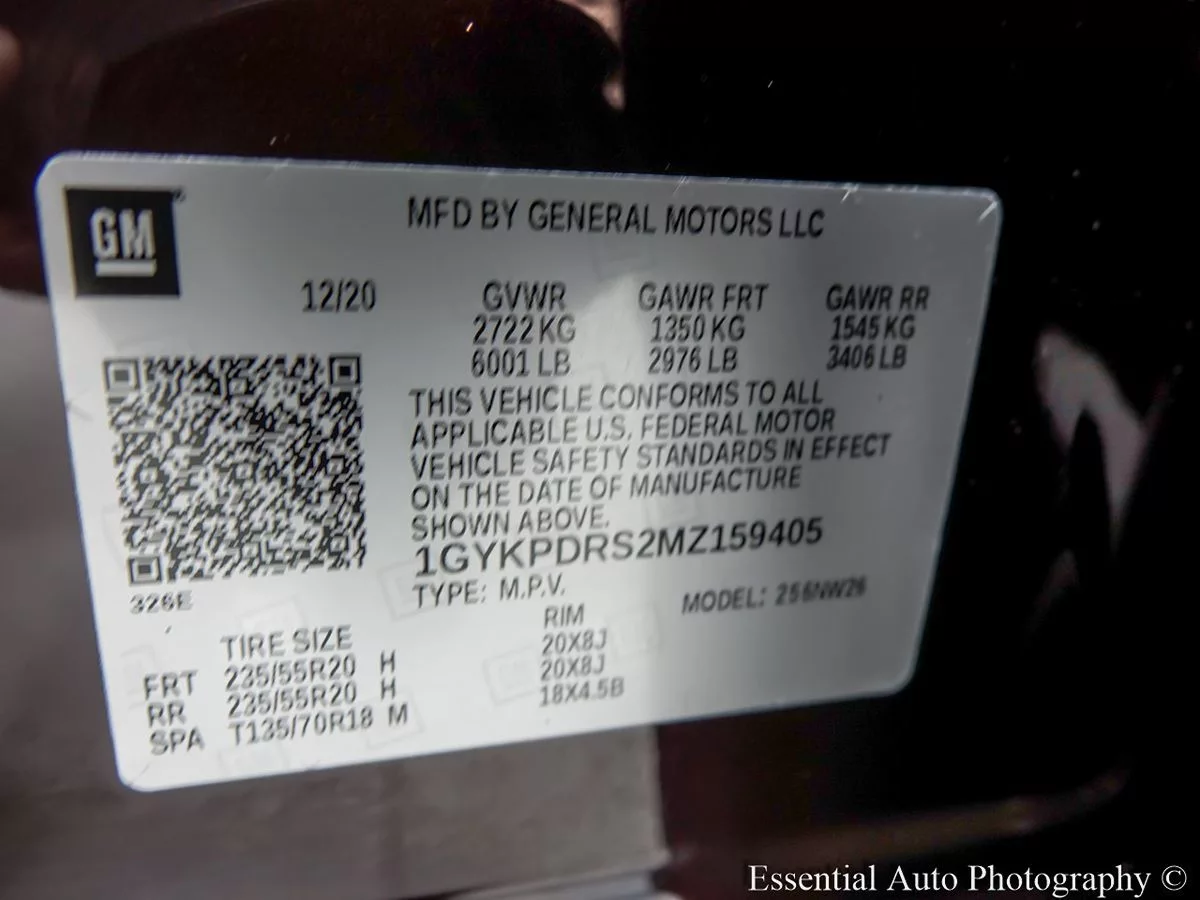 GM
MFD BY GENERAL MOTORS LLC
12/20 GVWR GAWR FRT GAWR RR
2722 KG 1350 KG 1545 KG
6001 LB 2976 LB 3406 LB
THIS VEHICLE CONFORMS TO ALL
APPLICABLE U.S. FEDERAL MOTOR
VEHICLE SAFETY STANDARDS IN EFFECT
ON THE DATE OF MANUFACTURE
SHOWN ABOVE.
1GYKPDRS2MZ159405
326E
TYPE: M.P.V. MODEL: 256NW26
TIRE SIZE RIM
FRT 235/55R20 H 20X8J
RR 235/55R20 H 20X8J
SPA T135/70R18 M 18X4.5B
Essential Auto Photography ©